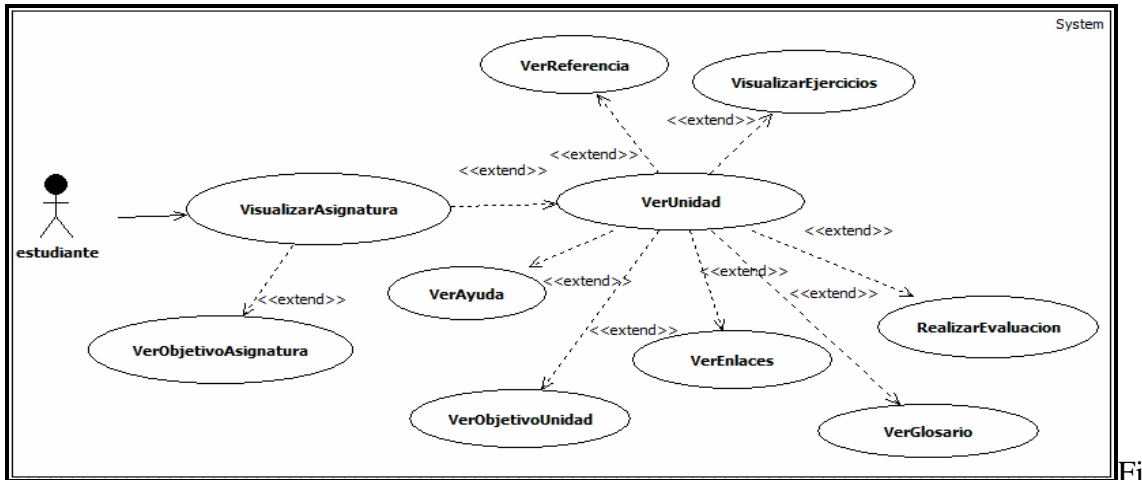 System
VerReferencia
VisualizarEjercicios
<<extend>>
<<extend>>
<<extend>>
VisualizarAsignatura
VerUnidad
estudiante
<<extend>>
<<extend>>
<<extend>>
<<extend>>
<<extend>>
VerAyuda
<<extend>>
RealizarEvaluacion
VerObjetivoAsignatura
VerEnlaces
VerObjetivoUnidad
VerGlosario
Fi